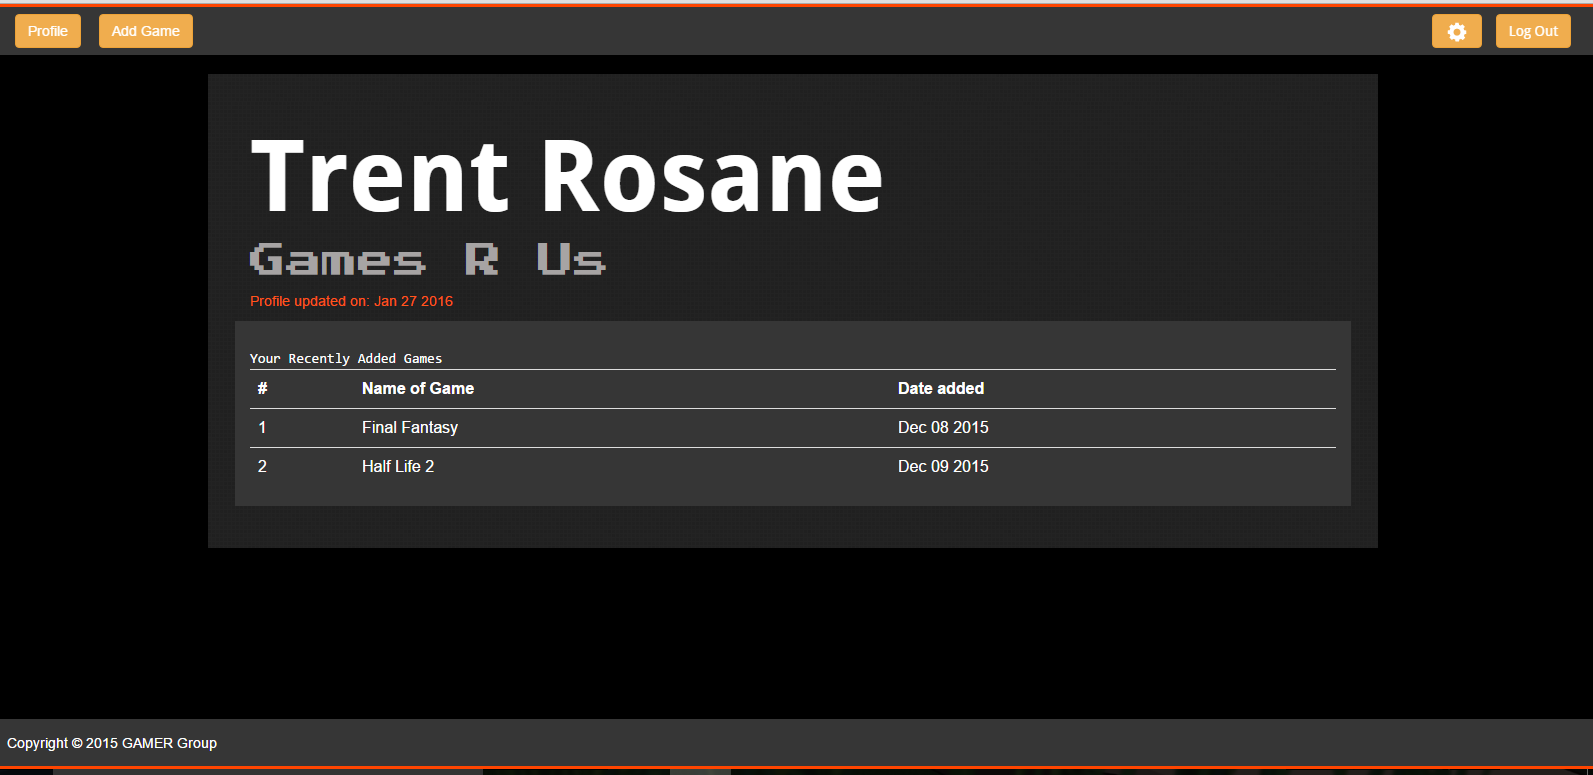 Profile Add Game Log Out
Trent Rosane
Games R Us
Profile updated on: Jan 27 2016
Your Recently Added Games
# Name of Game Date added
1 Final Fantasy Dec 08 2015
2 Half Life 2 Dec 09 2015
Copyright © 2015 GAMER Group